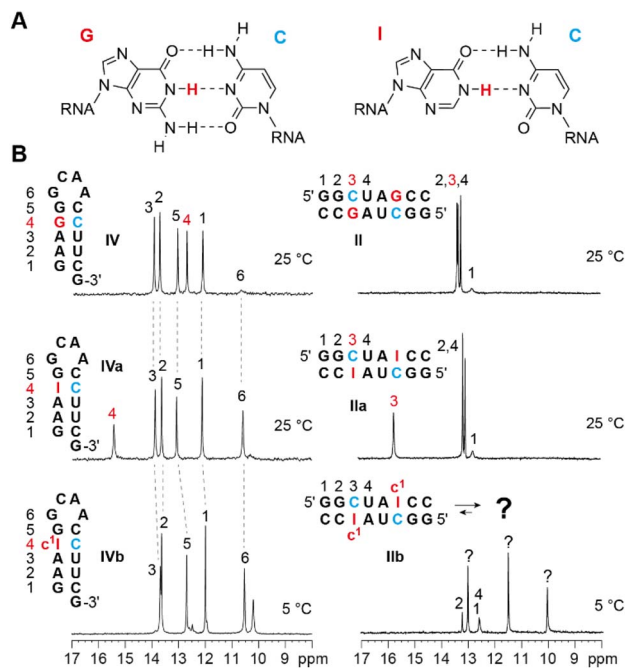 A
G C I C
O H N H
N N H N
N N N
RNA N H O RNA
H
O H N H
N N H N
N N N
RNA O RNA
B
C A
6 G A
5 G C
4 G C
3 A U
2 A U
1 G C
G-3'
IV
3 2 5 4 1 6
25 °C
1 2 3 4
5' G G C U A G C C
C C G A U C G G 5'
II
2,3,4
1
25 °C
C A
6 G A
5 G C
4 I C
3 A U
2 A U
1 G C
G-3'
IVa
4 3 2 5 1 6
25 °C
1 2 3 4
5' G G C U A I C C
C C I A U C G G 5'
IIa
3 2,4 1
25 °C
C A
6 G A
5 G C
4 c¹I C
3 A U
2 A U
1 G C
G-3'
IVb
3 2 5 1 6
5 °C
c¹
1 2 3 4
5' G G C U A I C C
C C I A U C G G 5'
c¹
?
IIb
2 ? 4 1 ? ?
5 °C
17 16 15 14 13 12 11 10 9 ppm
17 16 15 14 13 12 11 10 9 ppm